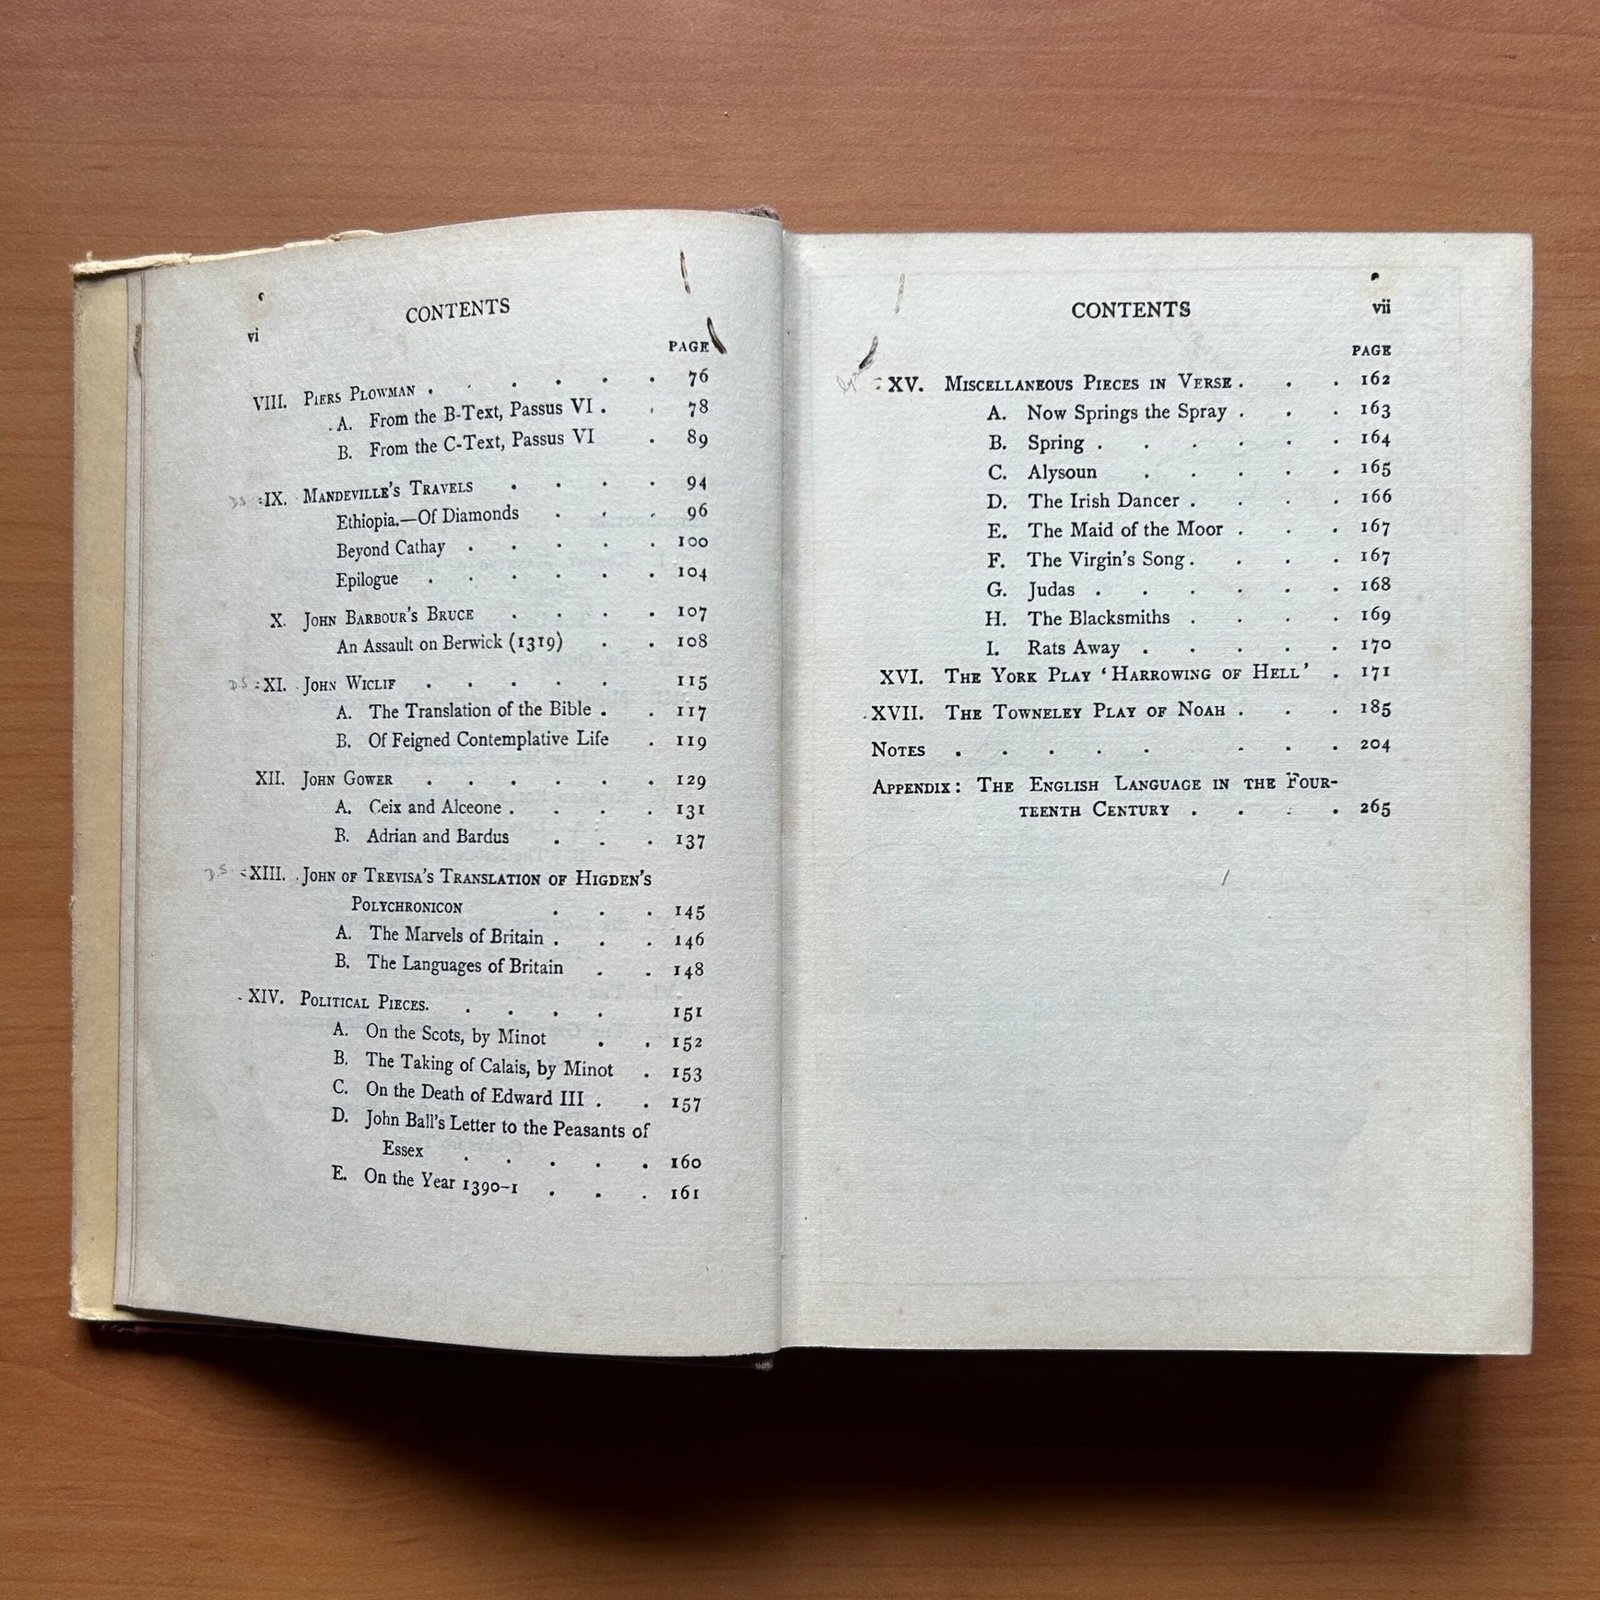 vi
CONTENTS
PAGE
VIII. PIERS PLOWMAN . . . . . . 76
A. From the B-Text, Passus VI . . 78
B. From the C-Text, Passus VI . 89
D.S :IX. MANDEVILLE'S TRAVELS . . . . 94
Ethiopia.—Of Diamonds . . . 96
Beyond Cathay . . . . . 100
Epilogue . . . . . . 104
X. JOHN BARBOUR'S BRUCE . . . . 107
An Assault on Berwick (1319) . . 108
D.S :XI. JOHN WICLIF . . . . . . 115
A. The Translation of the Bible . . 117
B. Of Feigned Contemplative Life . 119
XII. JOHN GOWER . . . . . . 129
A. Ceix and Alceone . . . . 131
B. Adrian and Bardus . . . 137
D.S :XIII. JOHN OF TREVISA'S TRANSLATION OF HIGDEN'S
POLYCHRONICON . . . 145
A. The Marvels of Britain . . . 146
B. The Languages of Britain . . 148
XIV. POLITICAL PIECES. . . . . 151
A. On the Scots, by Minot . . 152
B. The Taking of Calais, by Minot . 153
C. On the Death of Edward III . . 157
D. John Ball's Letter to the Peasants of
Essex . . . . . 160
E. On the Year 1390–1 . . . 161
CONTENTS
vii
PAGE
XV. MISCELLANEOUS PIECES IN VERSE . . . 162
A. Now Springs the Spray . . . 163
B. Spring . . . . . . 164
C. Alysoun . . . . . 165
D. The Irish Dancer . . . . 166
E. The Maid of the Moor . . . 167
F. The Virgin's Song . . . . 167
G. Judas . . . . . . 168
H. The Blacksmiths . . . . 169
I. Rats Away . . . . . 170
XVI. THE YORK PLAY ‘HARROWING OF HELL’ . 171
XVII. THE TOWNELEY PLAY OF NOAH . . . 185
NOTES . . . . . . . . . 204
APPENDIX: THE ENGLISH LANGUAGE IN THE FOUR-
TEENTH CENTURY . . . . 265